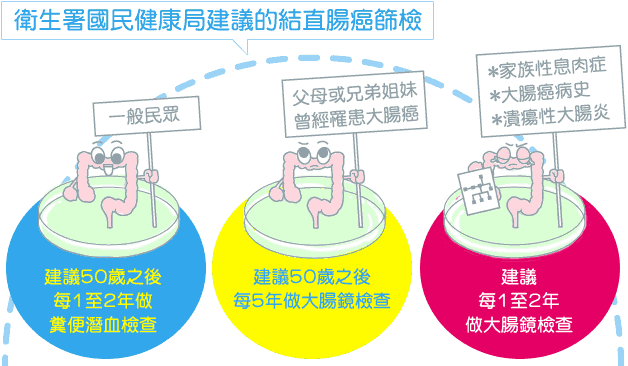 衛生署國民健康局建議的結直腸癌篩檢
一般民眾
父母或兄弟姐妹
曾經罹患大腸癌
*家族性息肉症
*大腸癌病史
*潰瘍性大腸炎
建議50歲之後
每1至2年做
糞便潛血檢查
建議50歲之後
每5年做大腸鏡檢查
建議
每1至2年
做大腸鏡檢查